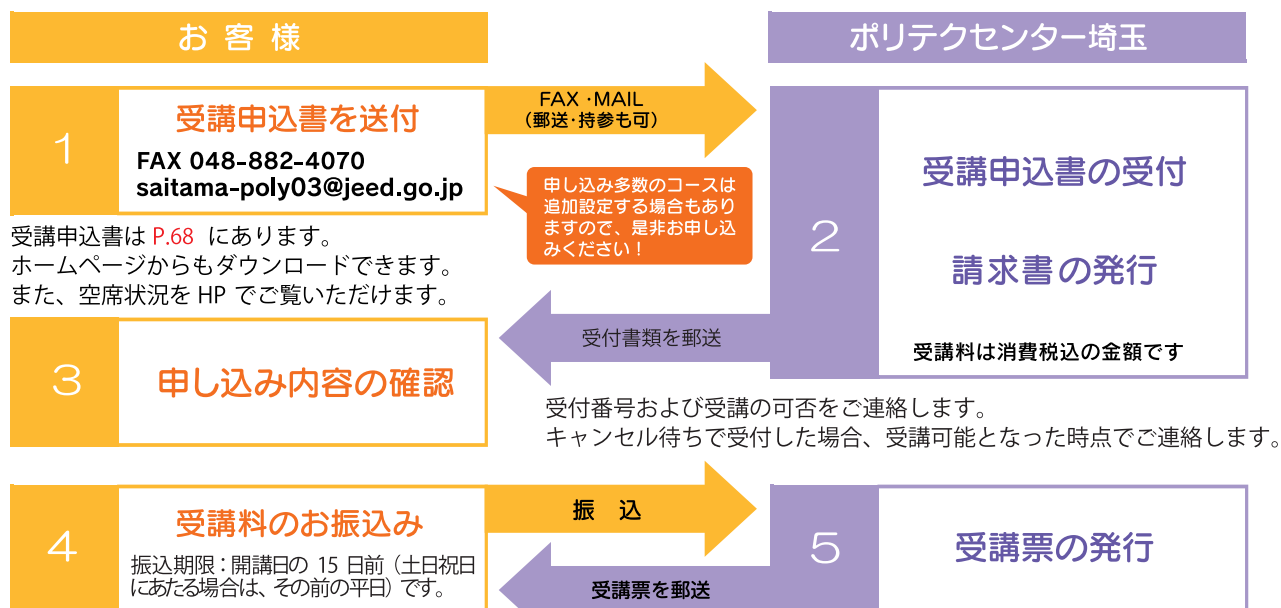 お客様
ポリテクセンター埼玉
1
受講申込書を送付
FAX 048-882-4070
saitama-poly03@jeed.go.jp
FAX・MAIL
(郵送・持参も可)
申し込み多数のコースは
追加設定する場合もあり
ますので、是非お申し込
みください！
受講申込書は P.68 にあります。
ホームページからもダウンロードできます。
また、空席状況を HP でご覧いただけます。
2
受講申込書の受付
請求書の発行
受講料は消費税込の金額です
受付書類を郵送
3
申し込み内容の確認
受付番号および受講の可否をご連絡します。
キャンセル待ちで受付した場合、受講可能となった時点でご連絡します。
4
受講料のお振込み
振込期限：開講日の 15 日前（土日祝日
にあたる場合は、その前の平日）です。
振　込
5
受講票の発行
受講票を郵送